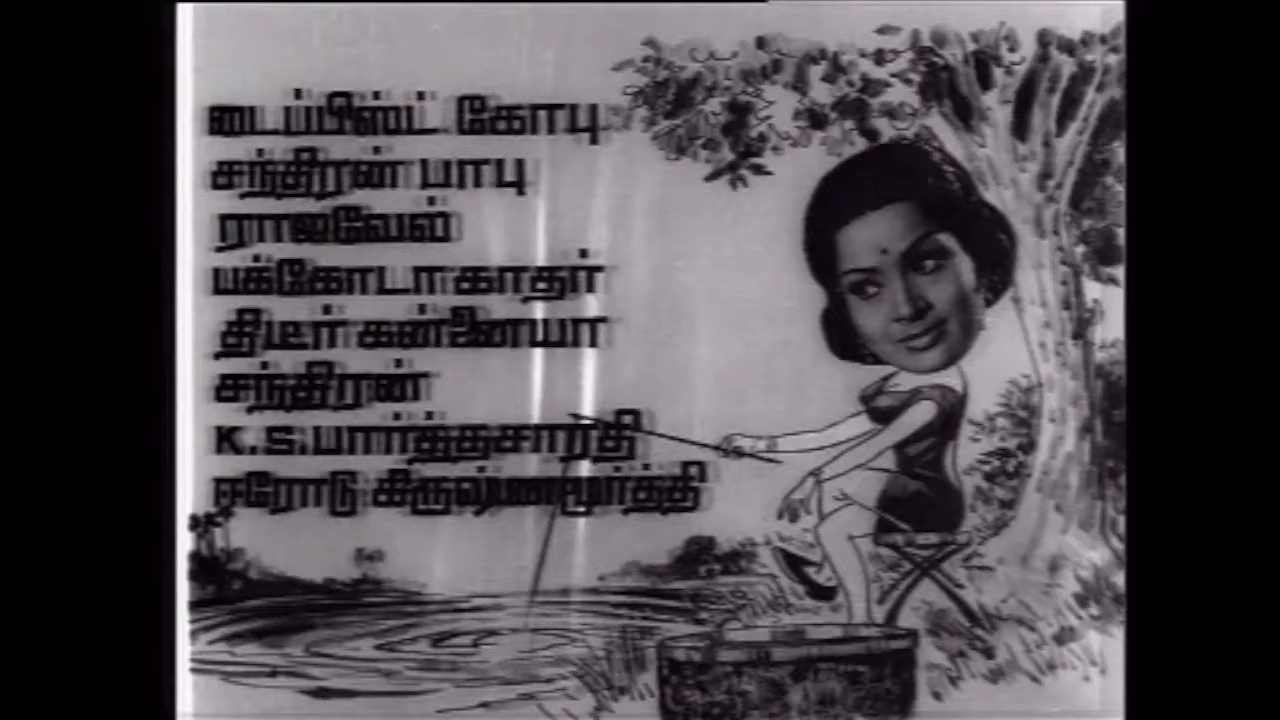 டைப்பிஸ்ட் கோபு
சந்திரன் பாபு
ராஜவேல்
பக்கோடா காதர்
திடீர் கன்னையா
சந்திரன்
K.S.பார்த்தசாரதி
ஈரோடு கிருஷ்ணமூர்த்தி